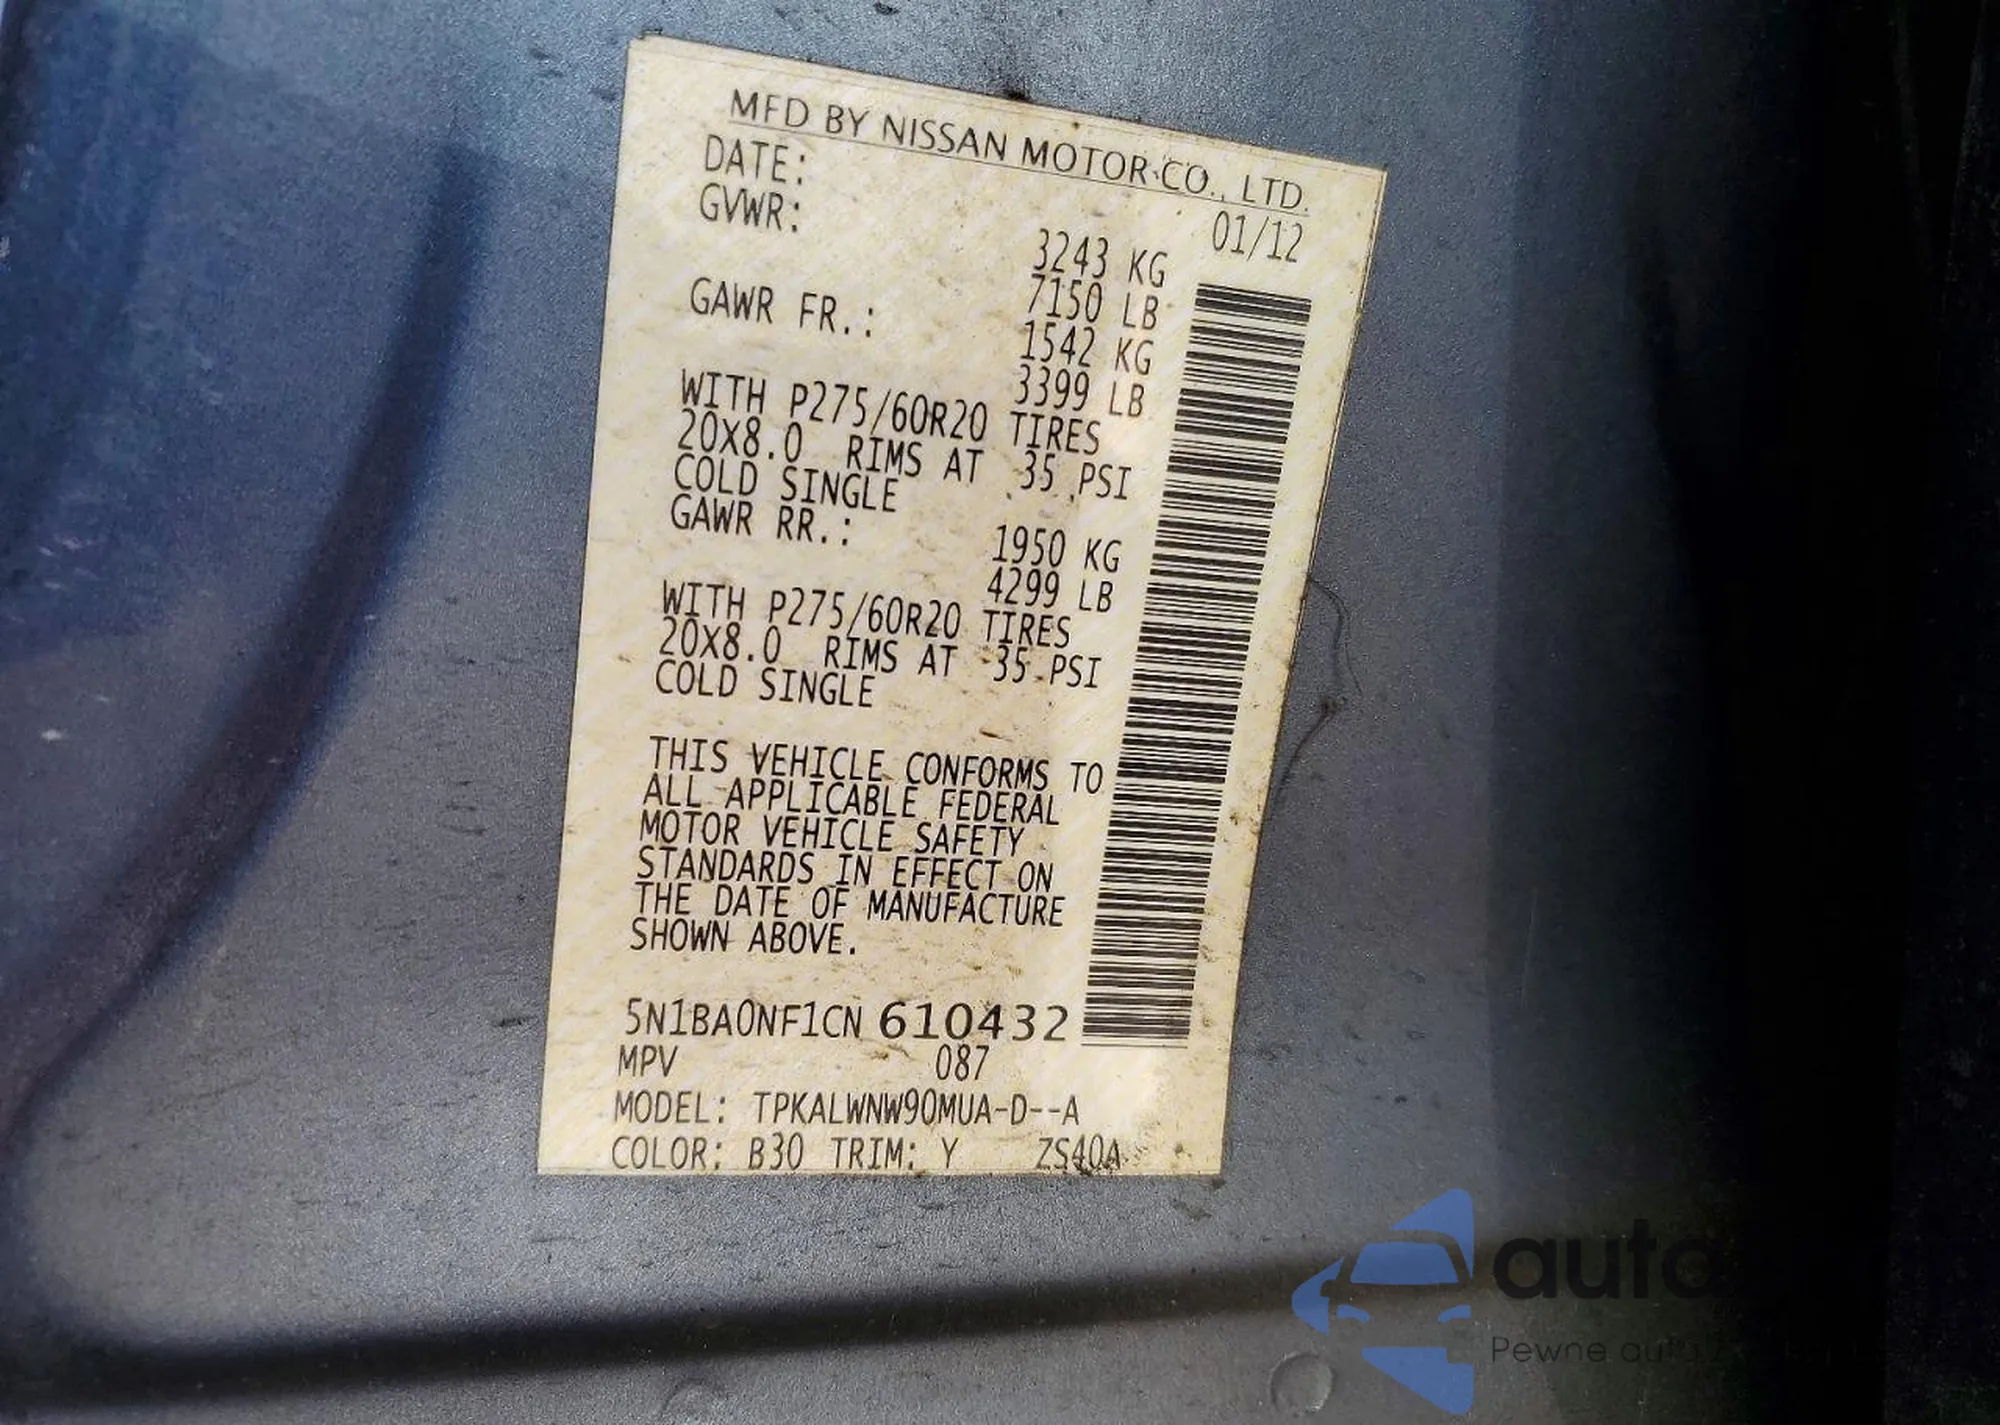 MFD BY NISSAN MOTOR CO., LTD.
DATE: 01/12
GVWR: 3243 KG
7150 LB
GAWR FR.: 1542 KG
3399 LB
WITH P275/60R20 TIRES
20X8.0 RIMS AT 35 PSI
COLD SINGLE
GAWR RR.: 1950 KG
4299 LB
WITH P275/60R20 TIRES
20X8.0 RIMS AT 35 PSI
COLD SINGLE
THIS VEHICLE CONFORMS TO
ALL APPLICABLE FEDERAL
MOTOR VEHICLE SAFETY
STANDARDS IN EFFECT ON
THE DATE OF MANUFACTURE
SHOWN ABOVE.
5N1BA0NF1CN 610432
MPV 087
MODEL: TPKALWNW90MUA-D--A
COLOR: B30 TRIM: Y ZS40A
auto
Pewne auto